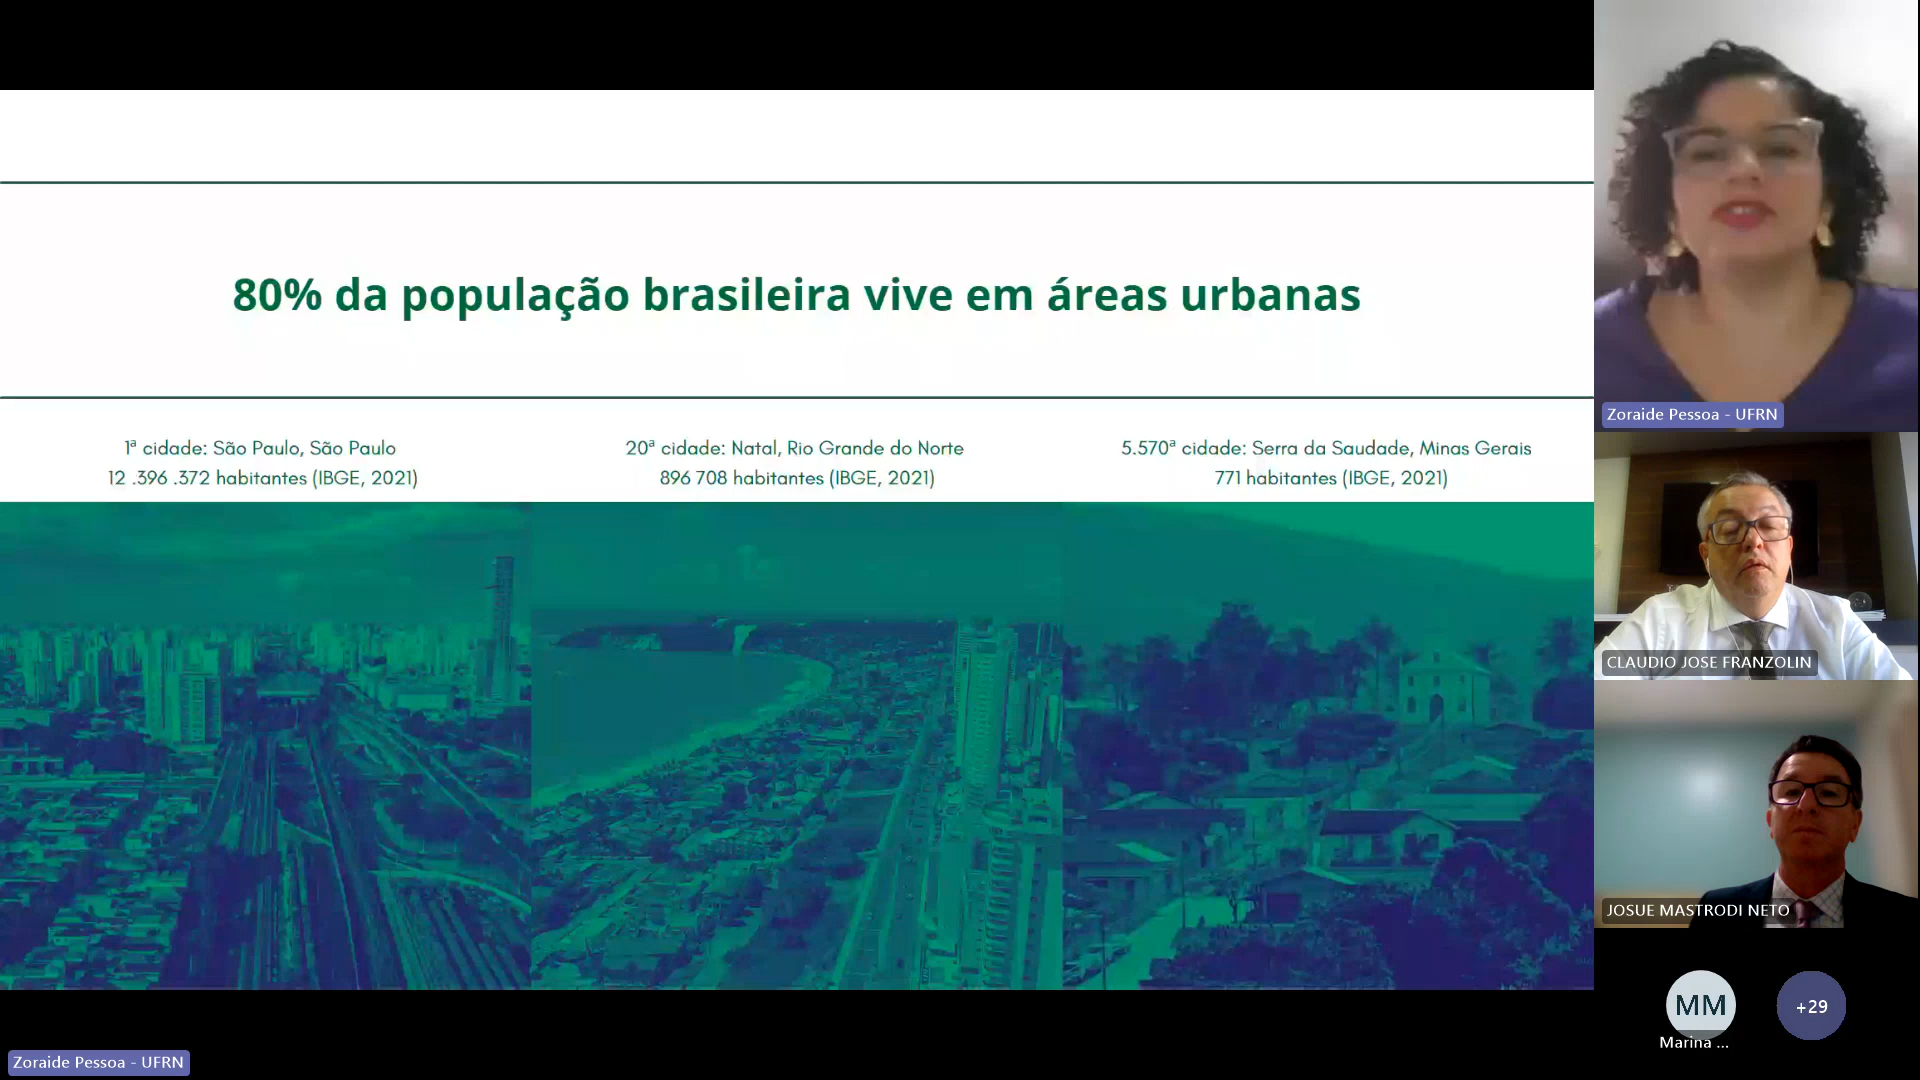 80% da população brasileira vive em áreas urbanas
1ª cidade: São Paulo, São Paulo
12 .396 .372 habitantes (IBGE, 2021)
20ª cidade: Natal, Rio Grande do Norte
896 708 habitantes (IBGE, 2021)
5.570ª cidade: Serra da Saudade, Minas Gerais
771 habitantes (IBGE, 2021)
Zoraide Pessoa - UFRN
CLAUDIO JOSE FRANZOLIN
JOSUE MASTRODI NETO
MM
Marina ...
+29
Zoraide Pessoa - UFRN